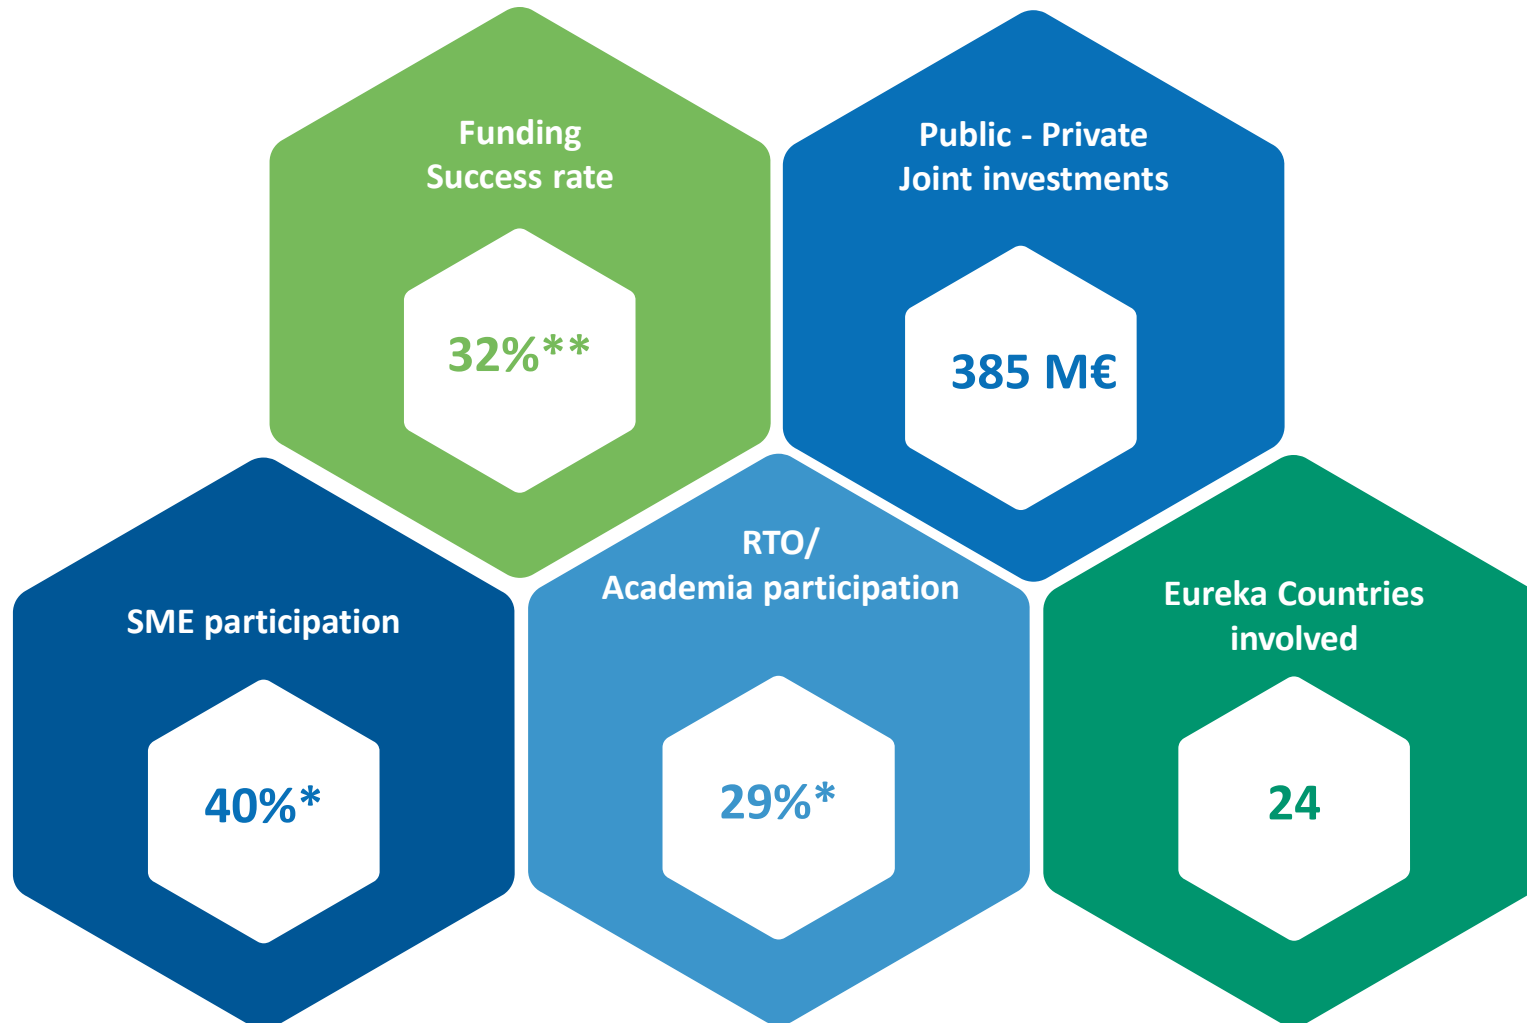 Funding
Success rate
32%**
Public - Private
Joint investments
385 M€
SME participation
40%*
RTO/
Academia participation
29%*
Eureka Countries
involved
24